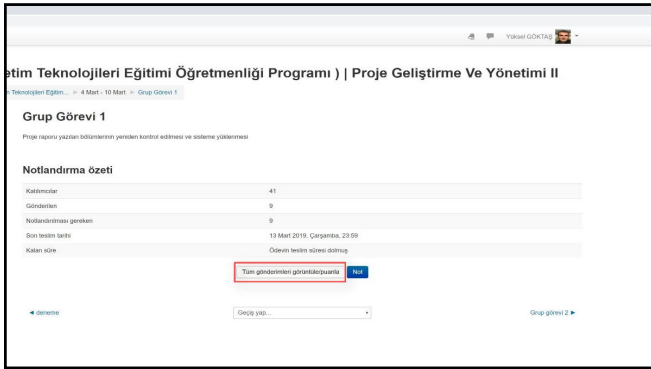 Yüksel GÖKTAŞ
etim Teknolojileri Eğitimi Öğretmenliği Programı ) | Proje Geliştirme Ve Yönetimi II
n Teknolojileri Eğitim... 4 Mart - 10 Mart Grup Görevi 1
Grup Görevi 1
Proje raporu yazılan bölümlerinin yeniden kontrol edilmesi ve sisteme yüklenmesi
Notlandırma özeti
Katılımcılar 41
Gönderilen 9
Notlandırılması gereken 9
Son teslim tarihi 13 Mart 2019, Çarşamba, 23:59
Kalan süre Ödevin teslim süresi dolmuş
Tüm gönderimleri görüntüle/puanla Not
◄ deneme Geçiş yap... Grup görevi 2 ►